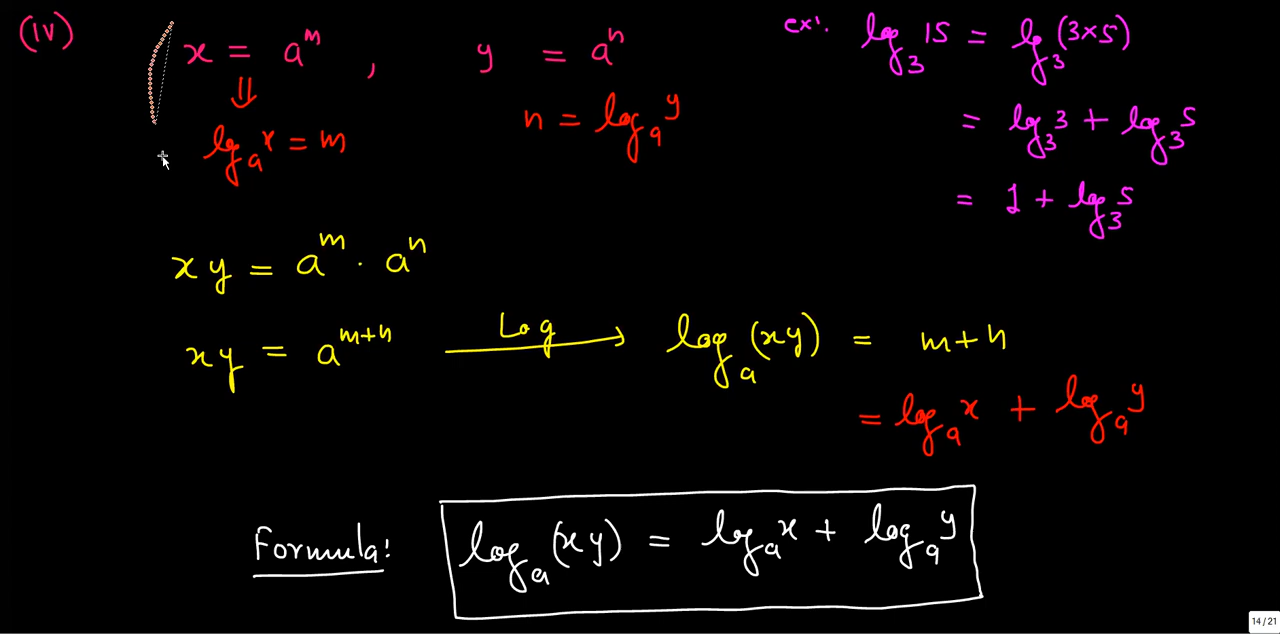 (iv) x = a^m , y = a^n
⇓
log_a x = m n = log_a y
ex: log_3 15 = log_3 (3×5)
= log_3 3 + log_3 5
= 1 + log_3 5
xy = a^m · a^n
xy = a^(m+n) Log → log_a (xy) = m+n
= log_a x + log_a y
Formula: log_a (xy) = log_a x + log_a y
14 / 21